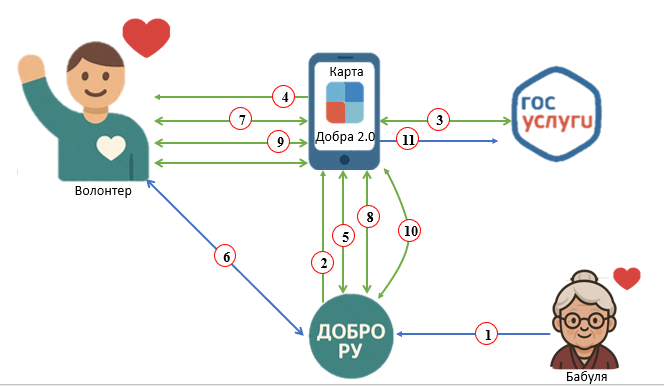 Карта
4
гос
услуги
7
3
Добра 2.0
9
11
Волонтер
8
10
5
6
2
ДОБРО
РУ
1
Бабуля